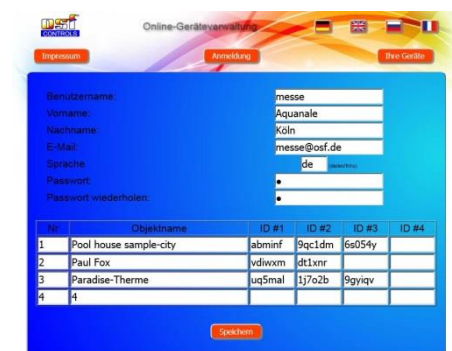 osf
CONTROLS
Online-Geräteverwaltung
Impressum
Anmeldung
Ihre Geräte
Benutzername: messe
Vorname: Aquanale
Nachname: Köln
E-Mail: messe@osf.de
Sprache de
Passwort: •
Passwort wiederholen: •
Nr Objektname ID #1 ID #2 ID #3 ID #4
1 Pool house sample-city abminf 9qc1dm 6s054y
2 Paul Fox vdiwxm dt1xnr
3 Paradise-Therme uq5mal 1j7o2b 9gyiqv
4 4
Speichern